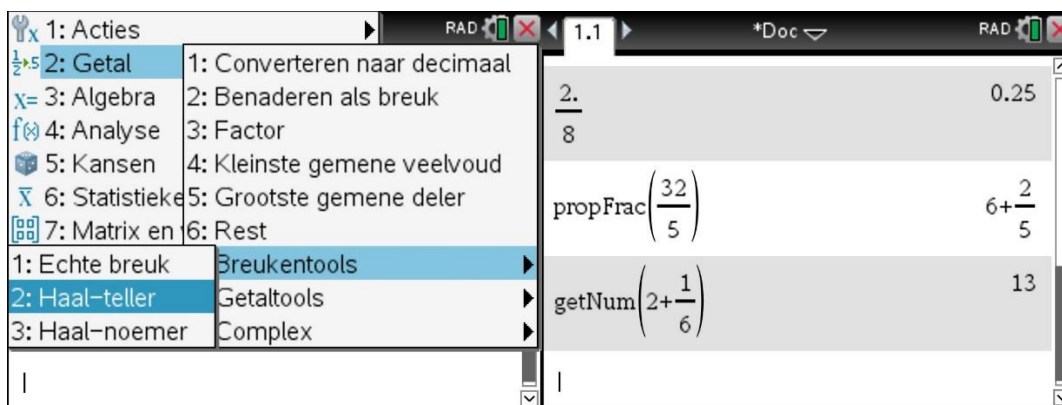 1: Acties
RAD
2: Getal
1: Converteren naar decimaal
3: Algebra
2: Benaderen als breuk
4: Analyse
3: Factor
5: Kansen
4: Kleinste gemene veelvoud
6: Statistieke
5: Grootste gemene deler
7: Matrix en
6: Rest
1: Echte breuk
Breukentools
2: Haal-teller
Getaltools
3: Haal-noemer
Complex
1.1
*Doc
RAD
2./8 0.25
propFrac(32/5) 6+2/5
getNum(2+1/6) 13